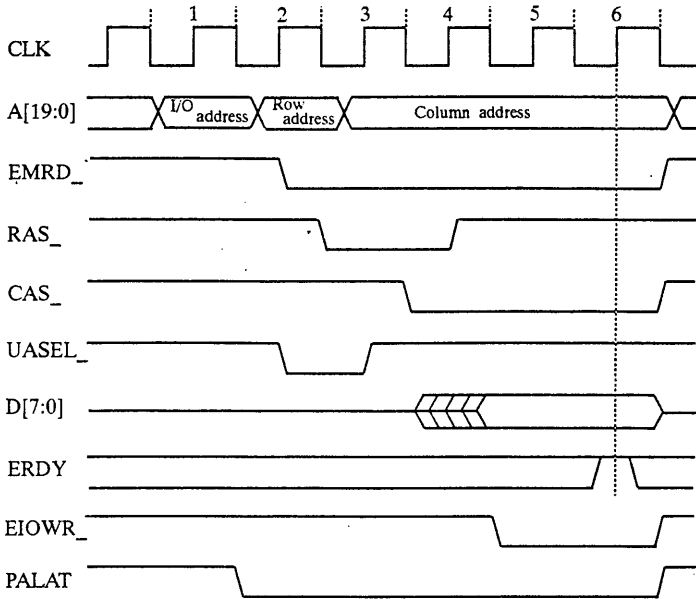 1 2 3 4 5 6
CLK
A[19:0] I/O address Row address Column address
EMRD_
RAS_
CAS_
UASEL_
D[7:0]
ERDY
EIOWR_
PALAT